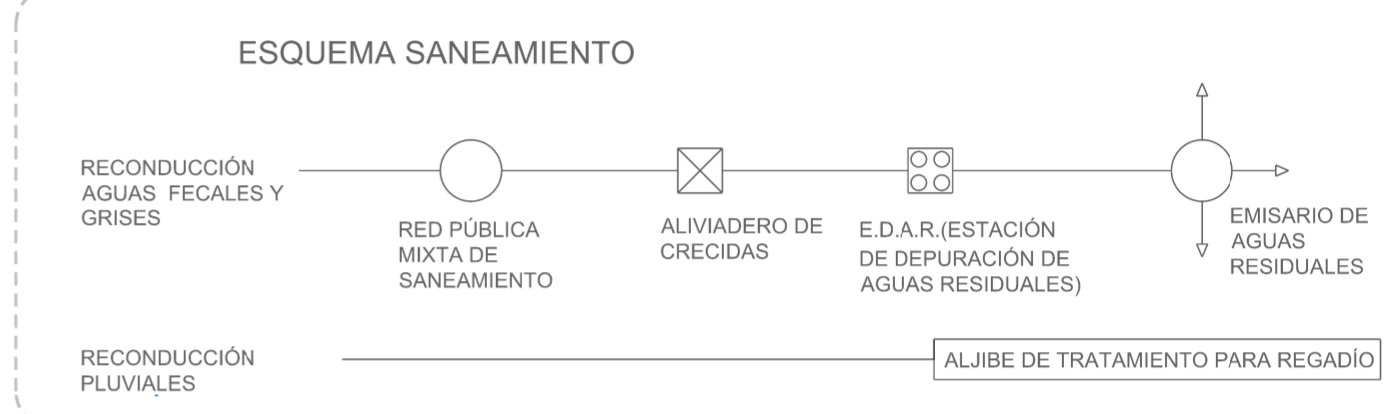 ESQUEMA SANEAMIENTO
RECONDUCCIÓN
AGUAS FECALES Y
GRISES
RED PÚBLICA
MIXTA DE
SANEAMIENTO
ALIVIADERO DE
CRECIDAS
E.D.A.R.(ESTACIÓN
DE DEPURACIÓN DE
AGUAS RESIDUALES)
EMISARIO DE
AGUAS
RESIDUALES
RECONDUCCIÓN
PLUVIALES
ALJIBE DE TRATAMIENTO PARA REGADÍO